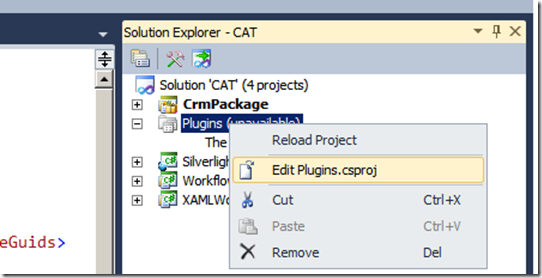 Solution Explorer - CAT
Solution 'CAT' (4 projects)
CrmPackage
Plugins (unavailable)
Reload Project
The
Edit Plugins.csproj
Silverligh
Workflow
Cut Ctrl+X
XAMLWo
Paste Ctrl+V
eGuids>
Remove Del